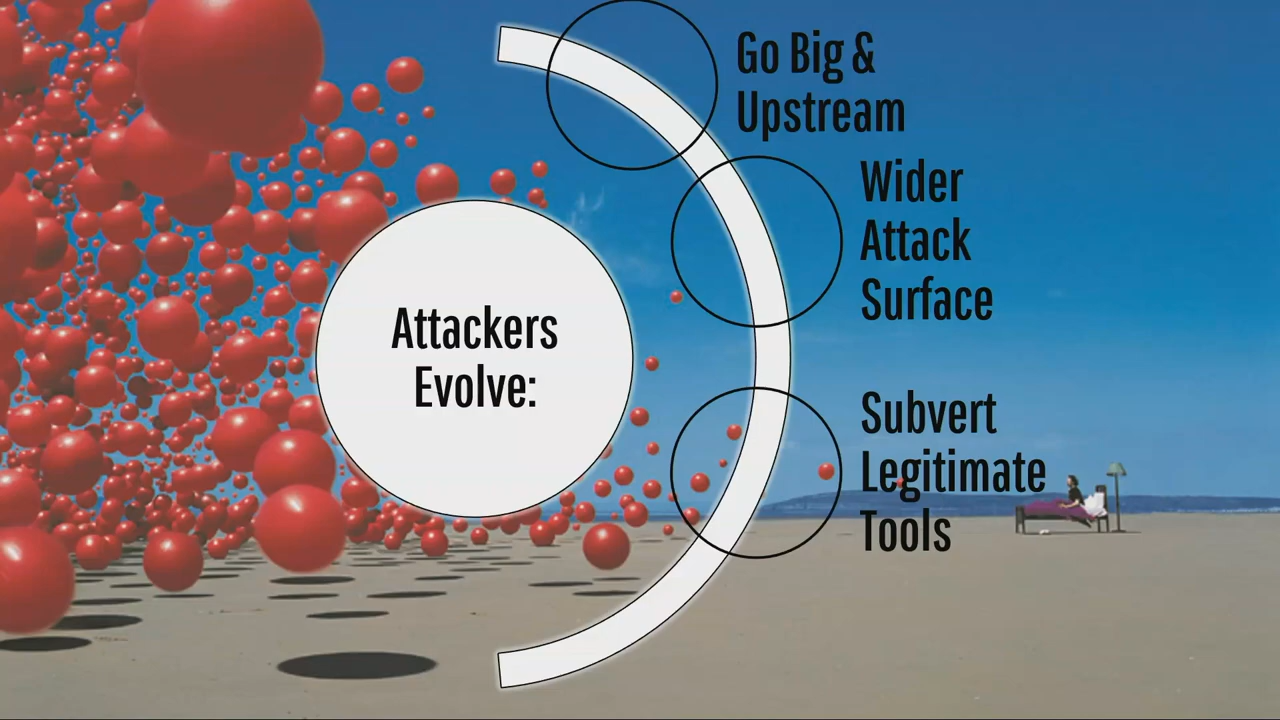 Attackers
Evolve:
Go Big &
Upstream
Wider
Attack
Surface
Subvert
Legitimate
Tools